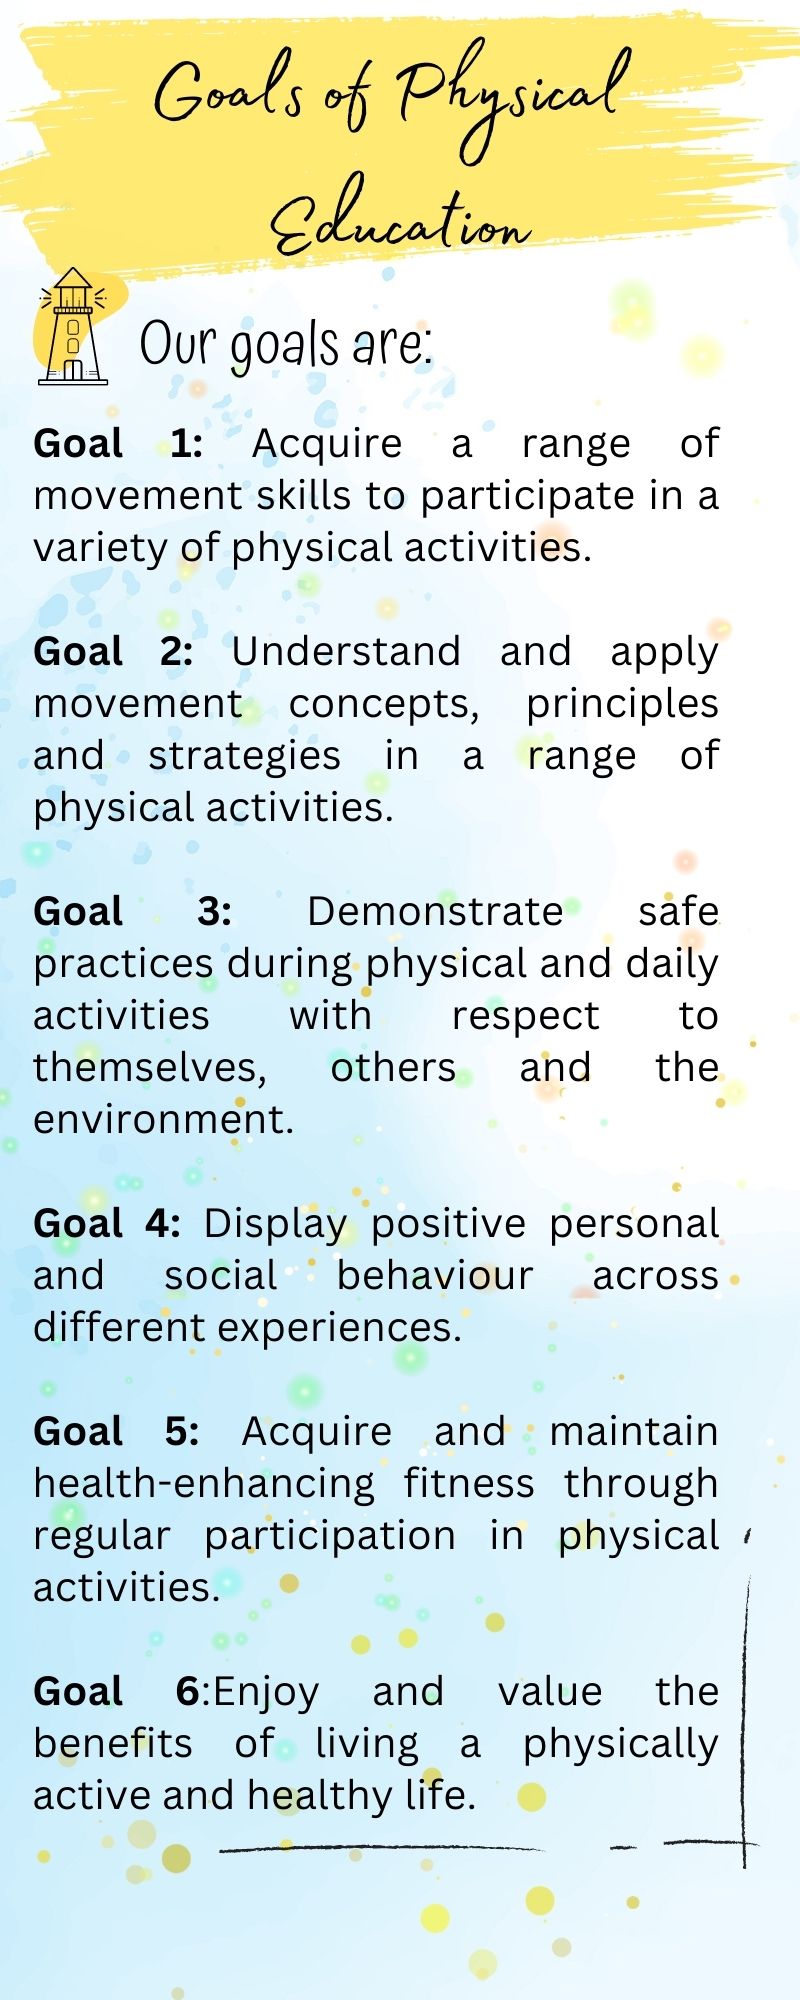 Goals of Physical
Education
Our goals are:
Goal 1: Acquire a range of
movement skills to participate in a
variety of physical activities.
Goal 2: Understand and apply
movement concepts, principles
and strategies in a range of
physical activities.
Goal 3: Demonstrate safe
practices during physical and daily
activities with respect to
themselves, others and the
environment.
Goal 4: Display positive personal
and social behaviour across
different experiences.
Goal 5: Acquire and maintain
health-enhancing fitness through
regular participation in physical
activities.
Goal 6:Enjoy and value the
benefits of living a physically
active and healthy life.